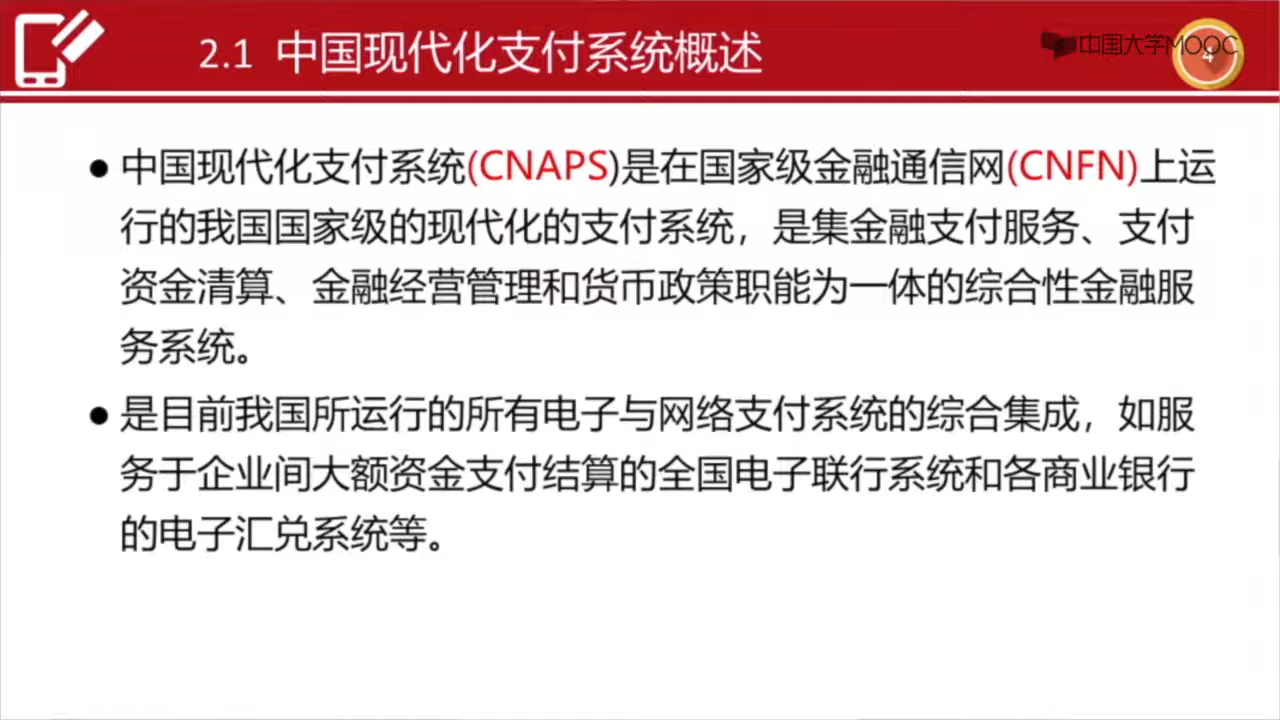 2.1 中国现代化支付系统概述
中国大学MOOC
4
●中国现代化支付系统(CNAPS)是在国家级金融通信网(CNFN)上运
行的我国国家级的现代化的支付系统，是集金融支付服务、支付
资金清算、金融经营管理和货币政策职能为一体的综合性金融服
务系统。
●是目前我国所运行的所有电子与网络支付系统的综合集成，如服
务于企业间大额资金支付结算的全国电子联行系统和各商业银行
的电子汇兑系统等。